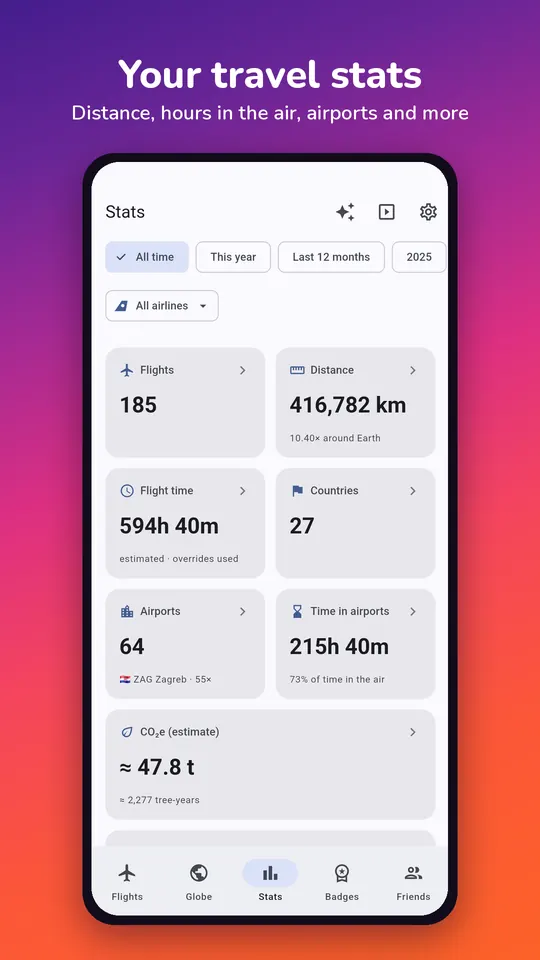 Your travel stats
Distance, hours in the air, airports and more
Stats
All time
This year
Last 12 months
2025
All airlines
Flights
185
Distance
416,782 km
10.40× around Earth
Flight time
594h 40m
estimated · overrides used
Countries
27
Airports
64
ZAG Zagreb · 55×
Time in airports
215h 40m
73% of time in the air
CO₂e (estimate)
≈ 47.8 t
≈ 2,277 tree-years
Flights
Globe
Stats
Badges
Friends